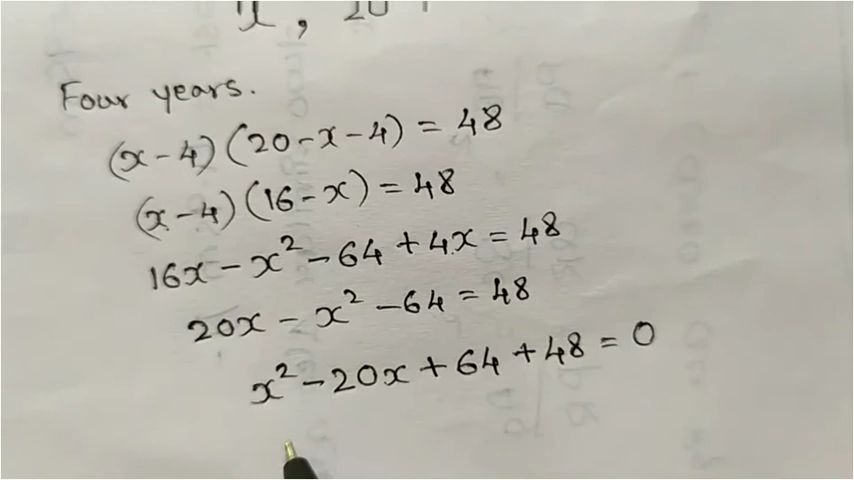 x, 20
Four years.
(x-4)(20-x-4) = 48
(x-4)(16-x) = 48
16x - x² - 64 + 4x = 48
20x - x² - 64 = 48
x² - 20x + 64 + 48 = 0